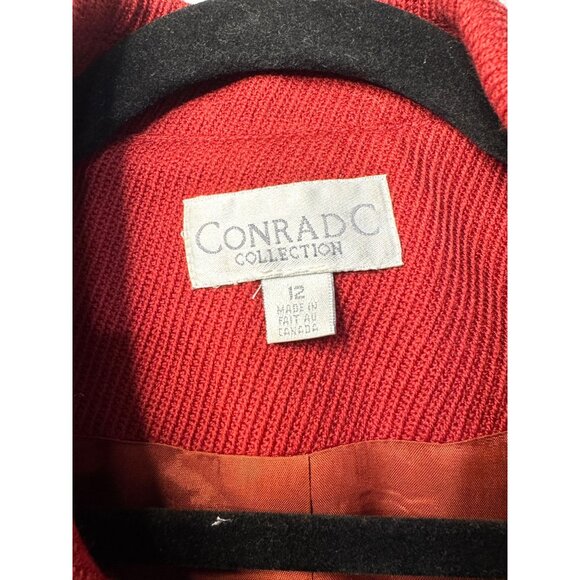 CONRAD C
COLLECTION
12
MADE IN
FAIT AU
CANADA